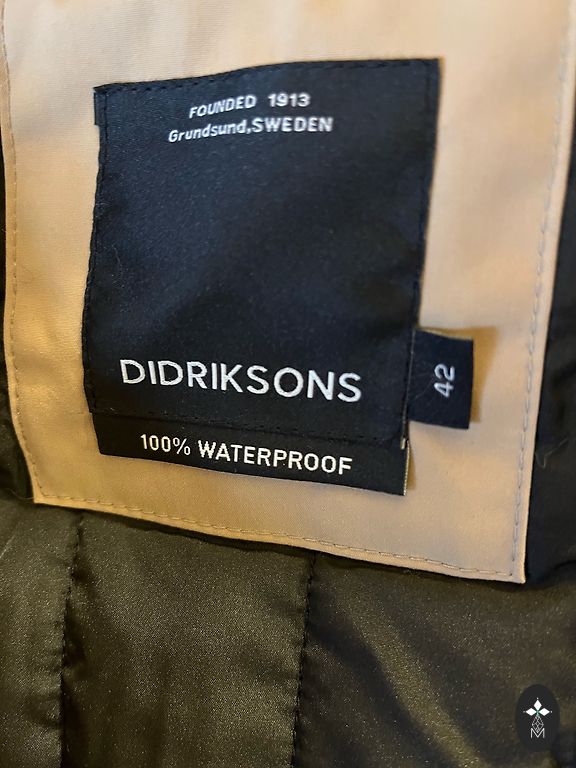 FOUNDED 1913
Grundsund,SWEDEN
DIDRIKSONS
42
100% WATERPROOF